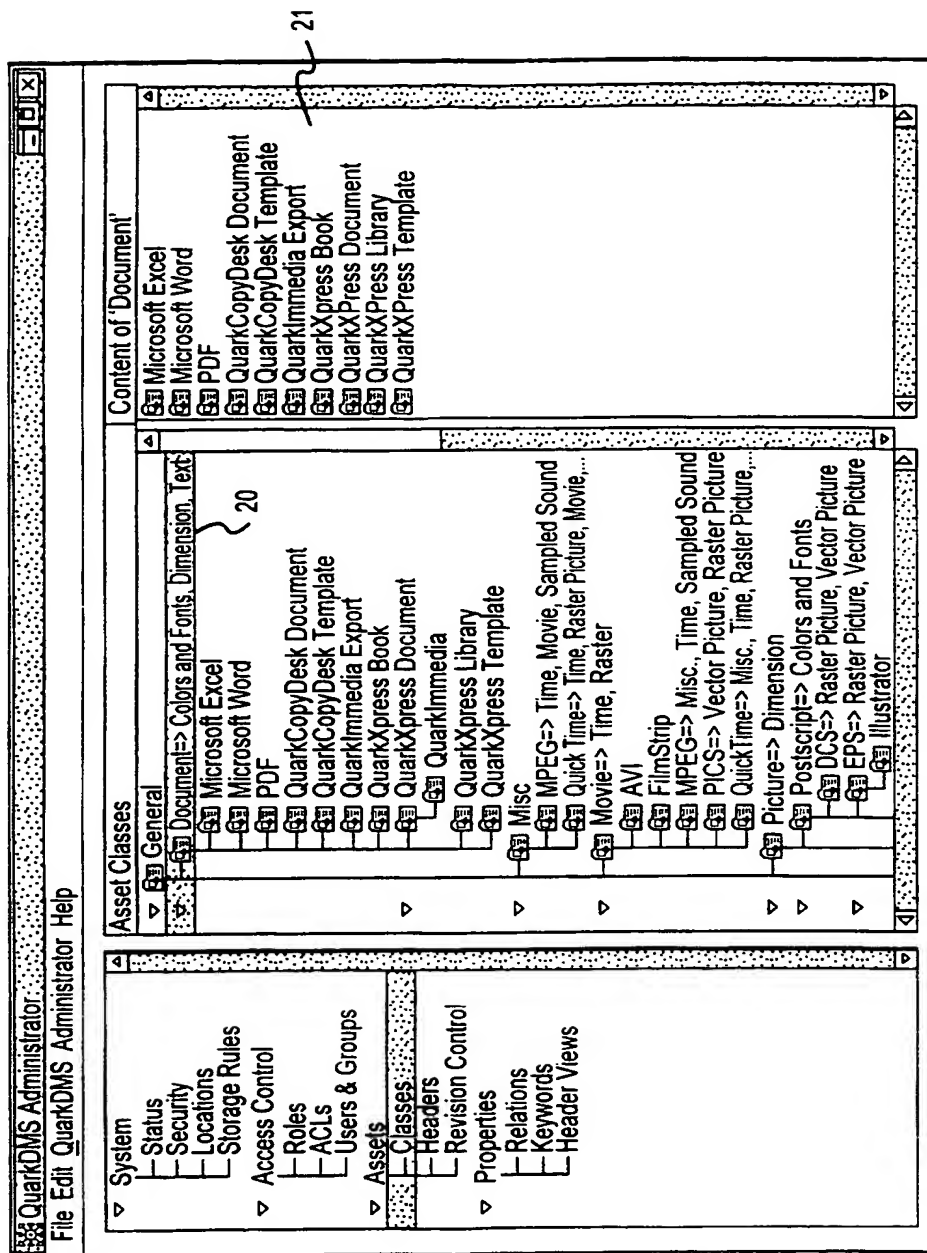 QuarkDMS Administrator
File Edit QuarkDMS Administrator Help
System
Status
Security
Locations
Storage Rules
Access Control
Roles
ACLs
Users & Groups
Assets
Classes
Headers
Revision Control
Properties
Relations
Keywords
Header Views
Asset Classes
General
Document=> Colors and Fonts, Dimension, Text
20
Microsoft Excel
Microsoft Word
PDF
QuarkCopyDesk Document
QuarkCopyDesk Template
QuarkImmedia Export
QuarkXpress Book
QuarkXpress Document
QuarkImmedia
QuarkXpress Library
QuarkXpress Template
Misc
MPEG=> Time, Movie, Sampled Sound
Quick Time=> Time, Raster Picture, Movie,...
Movie=> Time, Raster
AVI
FilmStrip
MPEG=> Misc., Time, Sampled Sound
PICS=> Vector Picture, Raster Picture
QuickTime=> Misc, Time, Raster Picture,...
Picture=> Dimension
Postscript=> Colors and Fonts
DCS=> Raster Picture, Vector Picture
EPS=> Raster Picture, Vector Picture
Illustrator
Content of 'Document'
Microsoft Excel
Microsoft Word
PDF
QuarkCopyDesk Document
QuarkCopyDesk Template
QuarkImmedia Export
QuarkXpress Book
QuarkXPress Document
QuarkXPress Library
QuarkXPress Template
21